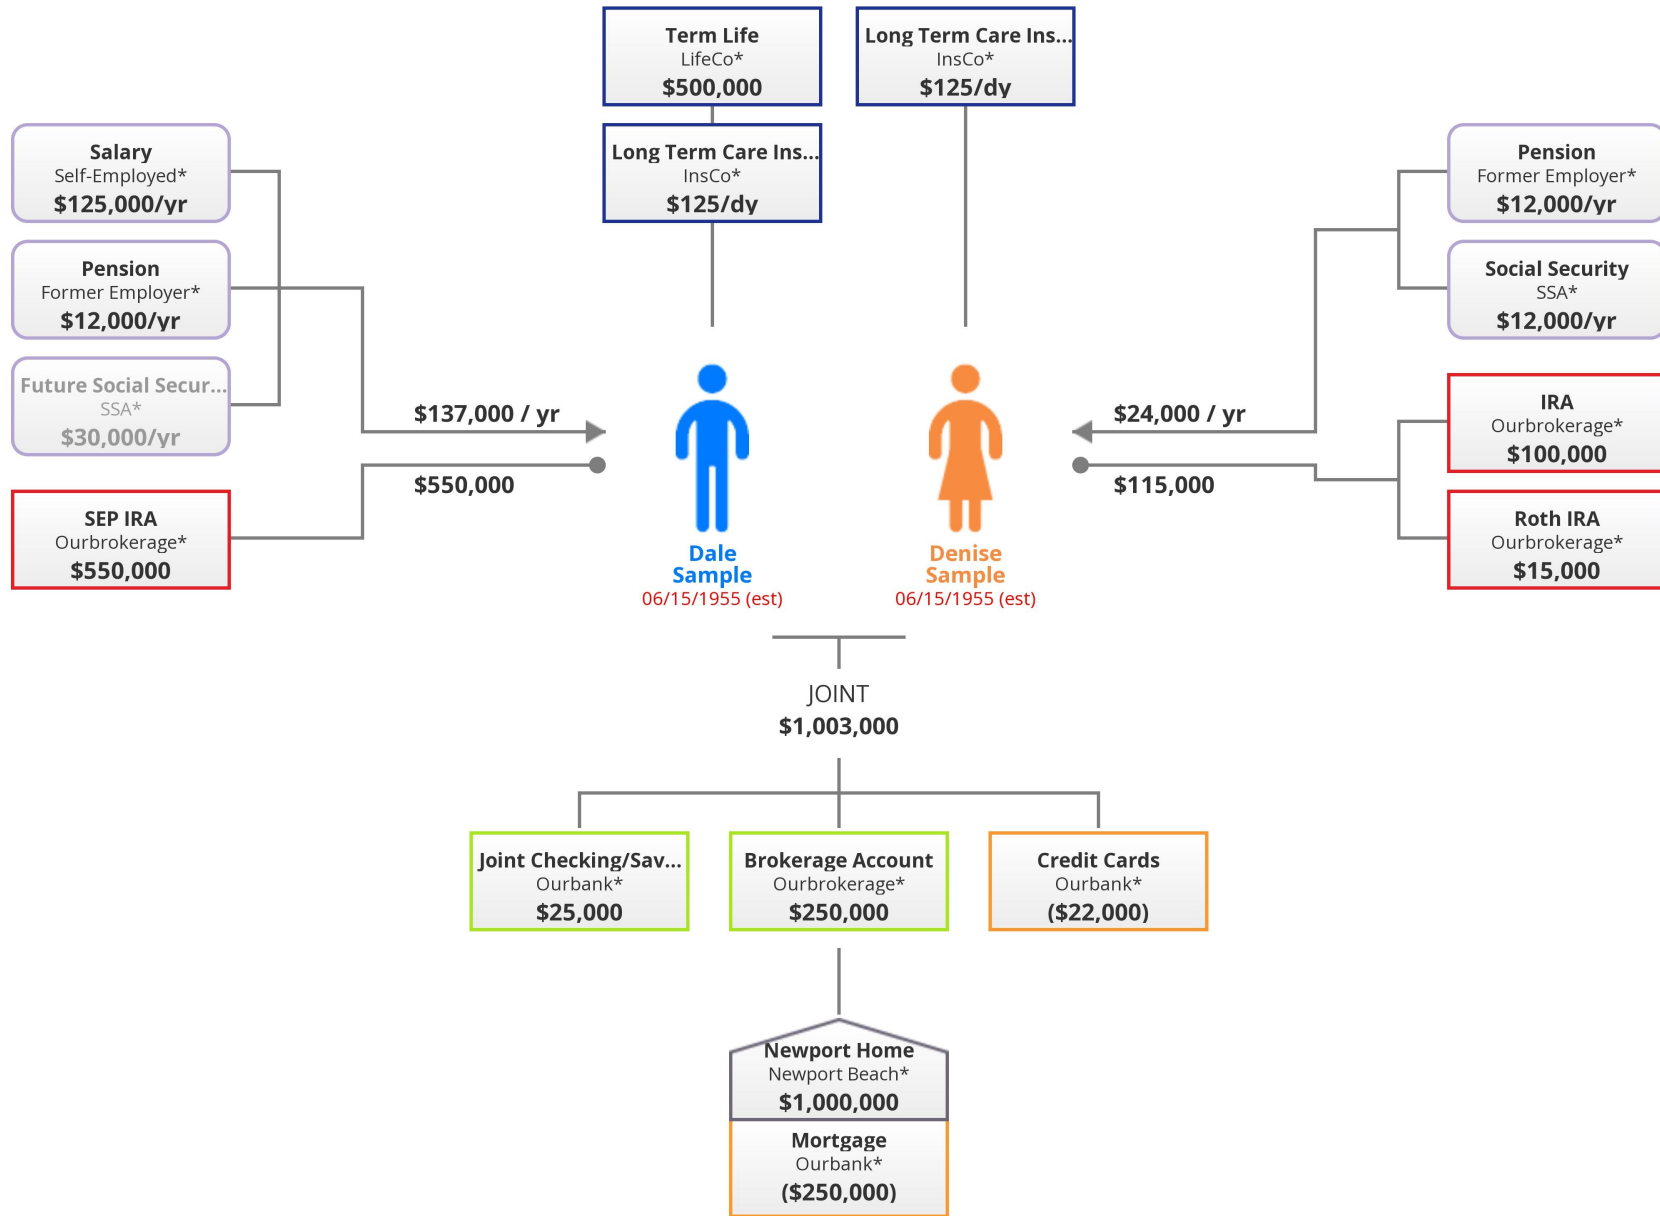 Term Life
LifeCo*
$500,000
Long Term Care Ins...
InsCo*
$125/dy
Long Term Care Ins...
InsCo*
$125/dy
Salary
Self-Employed*
$125,000/yr
Pension
Former Employer*
$12,000/yr
Future Social Secur...
SSA*
$30,000/yr
SEP IRA
Ourbrokerage*
$550,000
$137,000 / yr
$550,000
Dale
Sample
06/15/1955 (est)
Denise
Sample
06/15/1955 (est)
$24,000 / yr
$115,000
Pension
Former Employer*
$12,000/yr
Social Security
SSA*
$12,000/yr
IRA
Ourbrokerage*
$100,000
Roth IRA
Ourbrokerage*
$15,000
JOINT
$1,003,000
Joint Checking/Sav...
Ourbank*
$25,000
Brokerage Account
Ourbrokerage*
$250,000
Credit Cards
Ourbank*
($22,000)
Newport Home
Newport Beach*
$1,000,000
Mortgage
Ourbank*
($250,000)